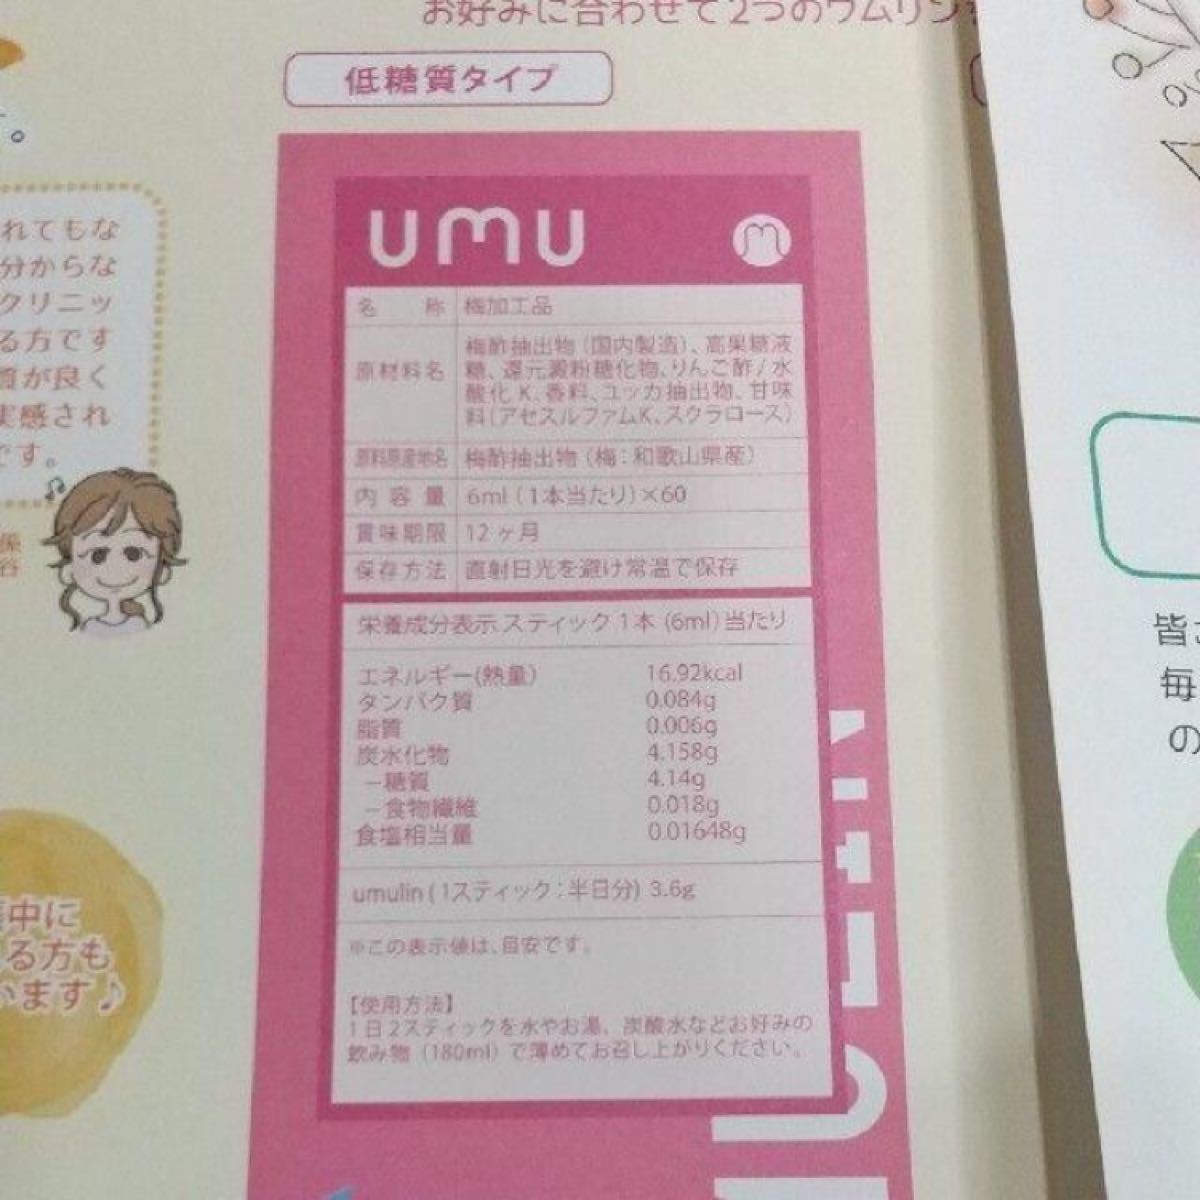 お好みに合わせて2つのウムリン
低糖質タイプ
umu
名称 梅加工品
原材料名 梅酢抽出物（国内製造）、高果糖液
糖、還元澱粉糖化物、りんご酢/水
酸化K、香料、ユッカ抽出物、甘味
料（アセスルファムK、スクラロース）
原料原産地名 梅酢抽出物（梅：和歌山県産）
内容量 6ml（1本当たり）×60
賞味期限 12ヶ月
保存方法 直射日光を避け常温で保存
栄養成分表示 スティック1本（6ml）当たり
エネルギー(熱量) 16.92kcal
タンパク質 0.084g
脂質 0.006g
炭水化物 4.158g
–糖質 4.14g
–食物繊維 0.018g
食塩相当量 0.01648g
umulin（1スティック：半日分）3.6g
※この表示値は、目安です。
【使用方法】
1日2スティックを水やお湯、炭酸水などお好みの
飲み物（180ml）で薄めてお召し上がりください。
れてもな
分からな
クリニッ
る方です
質が良く
実感され
です。
中に
る方も
います♪
皆
毎
の